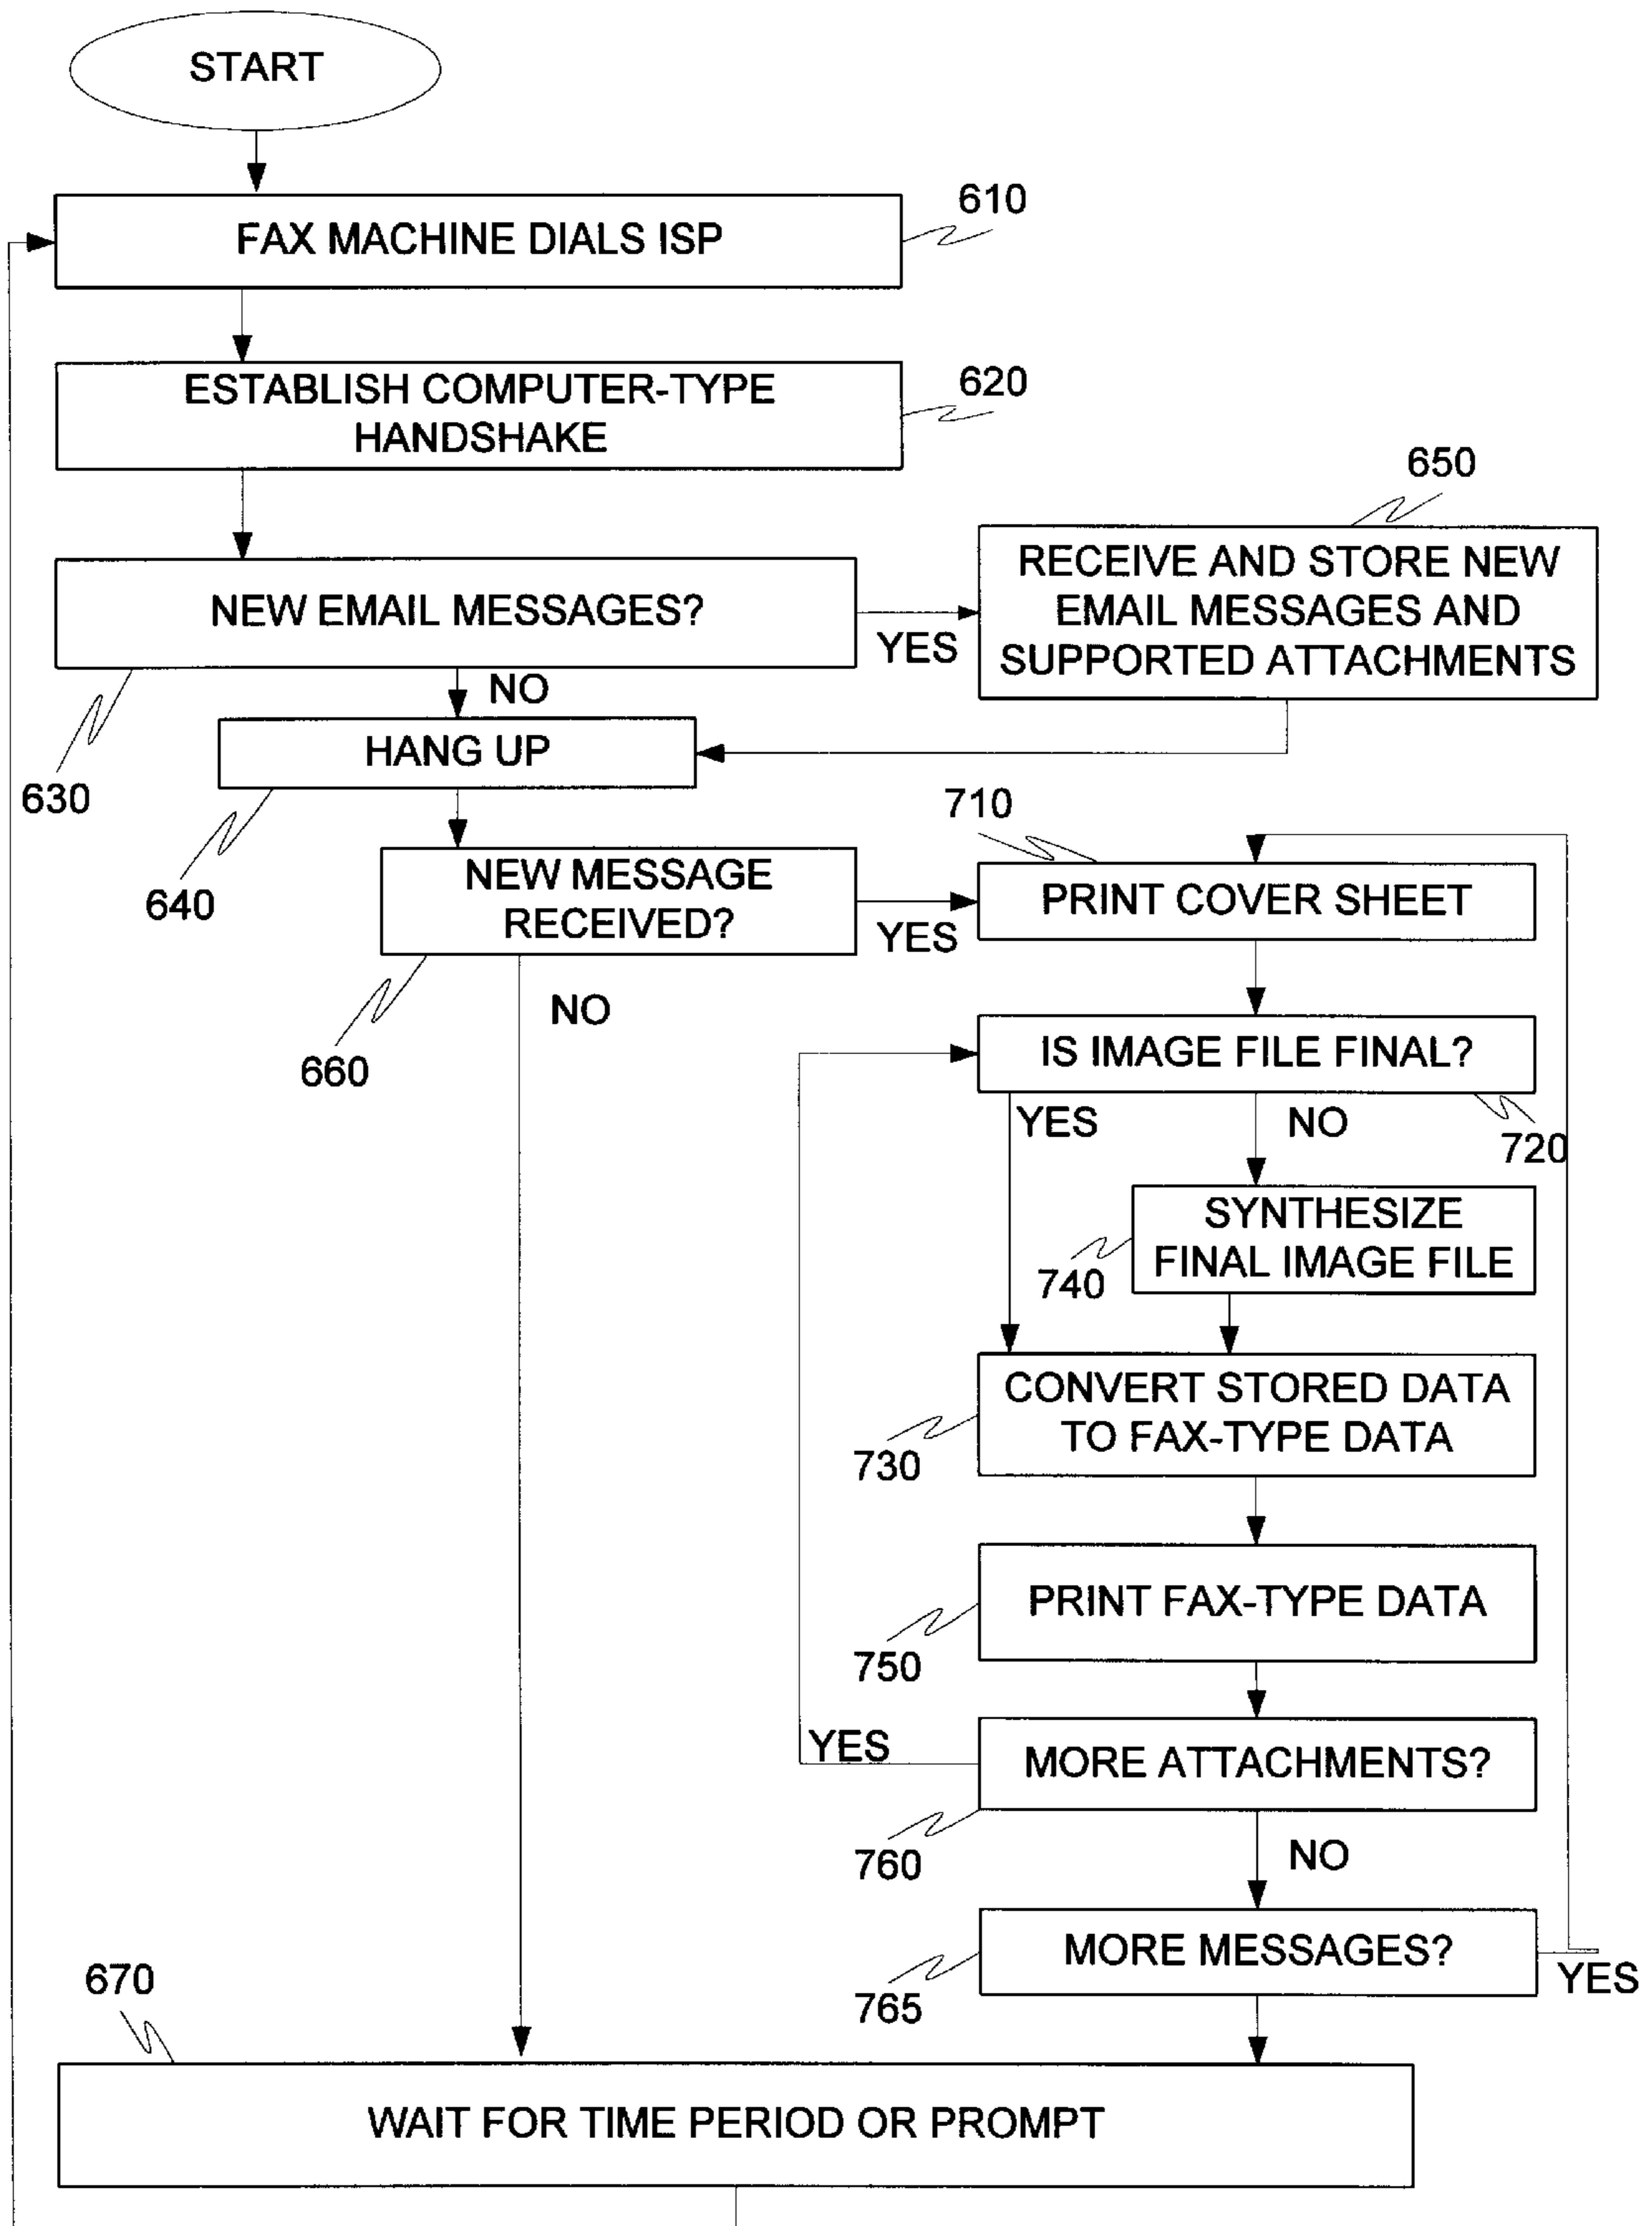 START
610
FAX MACHINE DIALS ISP
620
ESTABLISH COMPUTER-TYPE
HANDSHAKE
650
RECEIVE AND STORE NEW
EMAIL MESSAGES AND
SUPPORTED ATTACHMENTS
NEW EMAIL MESSAGES?
YES
NO
630
HANG UP
640
710
NEW MESSAGE
RECEIVED?
YES
PRINT COVER SHEET
NO
660
IS IMAGE FILE FINAL?
YES
NO
720
SYNTHESIZE
FINAL IMAGE FILE
740
CONVERT STORED DATA
TO FAX-TYPE DATA
730
PRINT FAX-TYPE DATA
750
YES
MORE ATTACHMENTS?
760
NO
MORE MESSAGES?
YES
765
670
WAIT FOR TIME PERIOD OR PROMPT